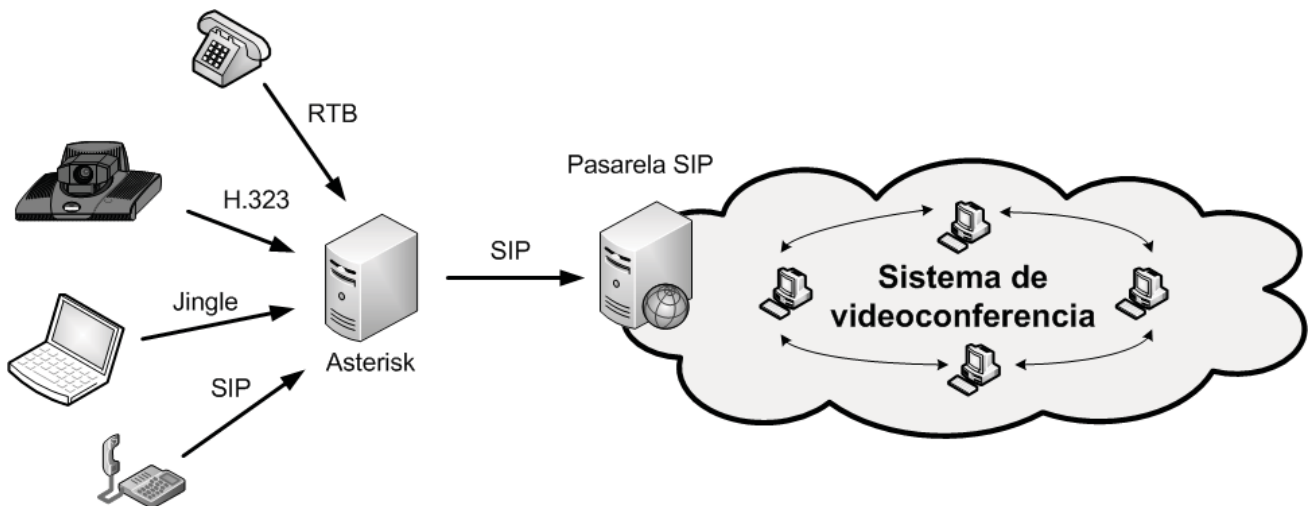 RTB
H.323
Jingle
SIP
Asterisk
SIP
Pasarela SIP
Sistema de
videoconferencia